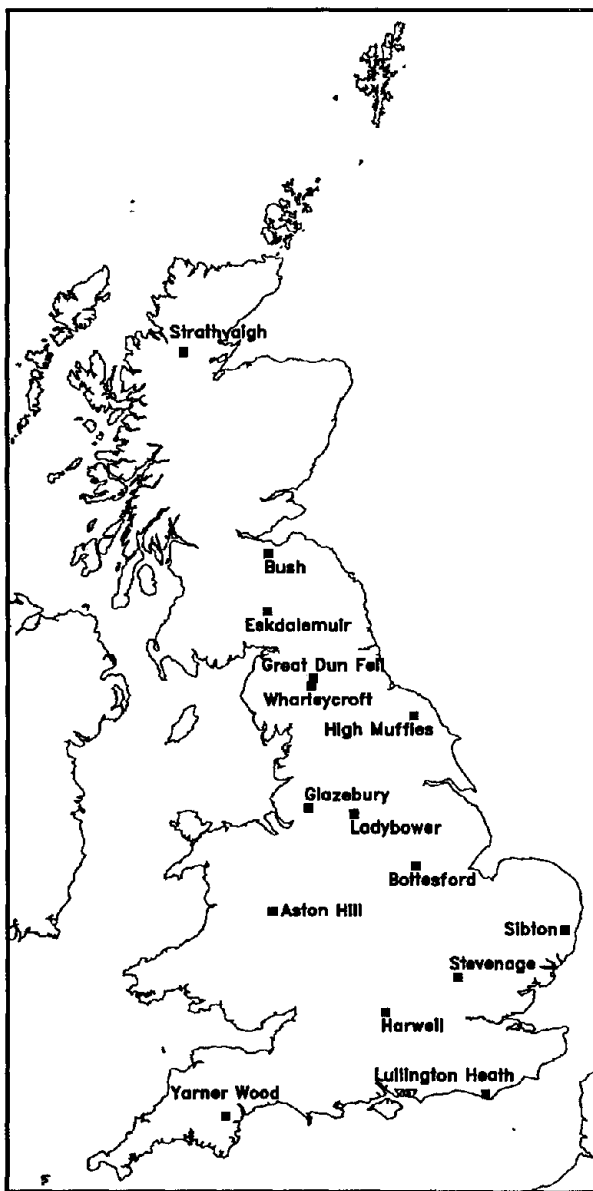 Strathvaigh
Bush
Eskdalemuir
Great Dun Fell
Wharleycroft
High Muffles
Glazebury
Ladybower
Bottesford
Aston Hill
Sibton
Stevenage
Harwell
Lullington Heath
Yarner Wood